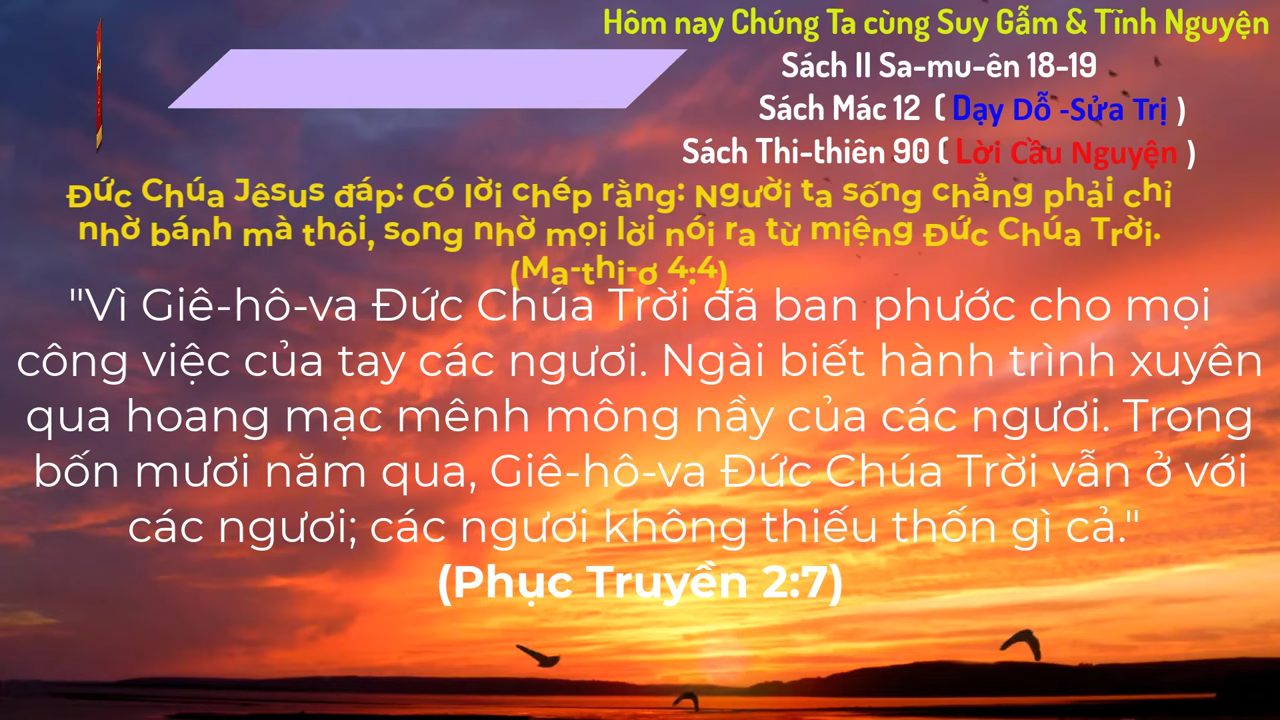 Hôm nay Chúng Ta cùng Suy Gẫm & Tĩnh Nguyện
Sách II Sa-mu-ên 18-19
Sách Mác 12 ( Dạy Dỗ -Sửa Trị )
Sách Thi-thiên 90 ( Lời Cầu Nguyện )
Đức Chúa Jêsus đáp: Có lời chép rằng: Người ta sống chẳng phải chỉ
nhờ bánh mà thôi, song nhờ mọi lời nói ra từ miệng Đức Chúa Trời.
(Ma-thi-ơ 4:4)
"Vì Giê-hô-va Đức Chúa Trời đã ban phước cho mọi
công việc của tay các ngươi. Ngài biết hành trình xuyên
qua hoang mạc mênh mông nầy của các ngươi. Trong
bốn mươi năm qua, Giê-hô-va Đức Chúa Trời vẫn ở với
các ngươi; các ngươi không thiếu thốn gì cả."
(Phục Truyền 2:7)